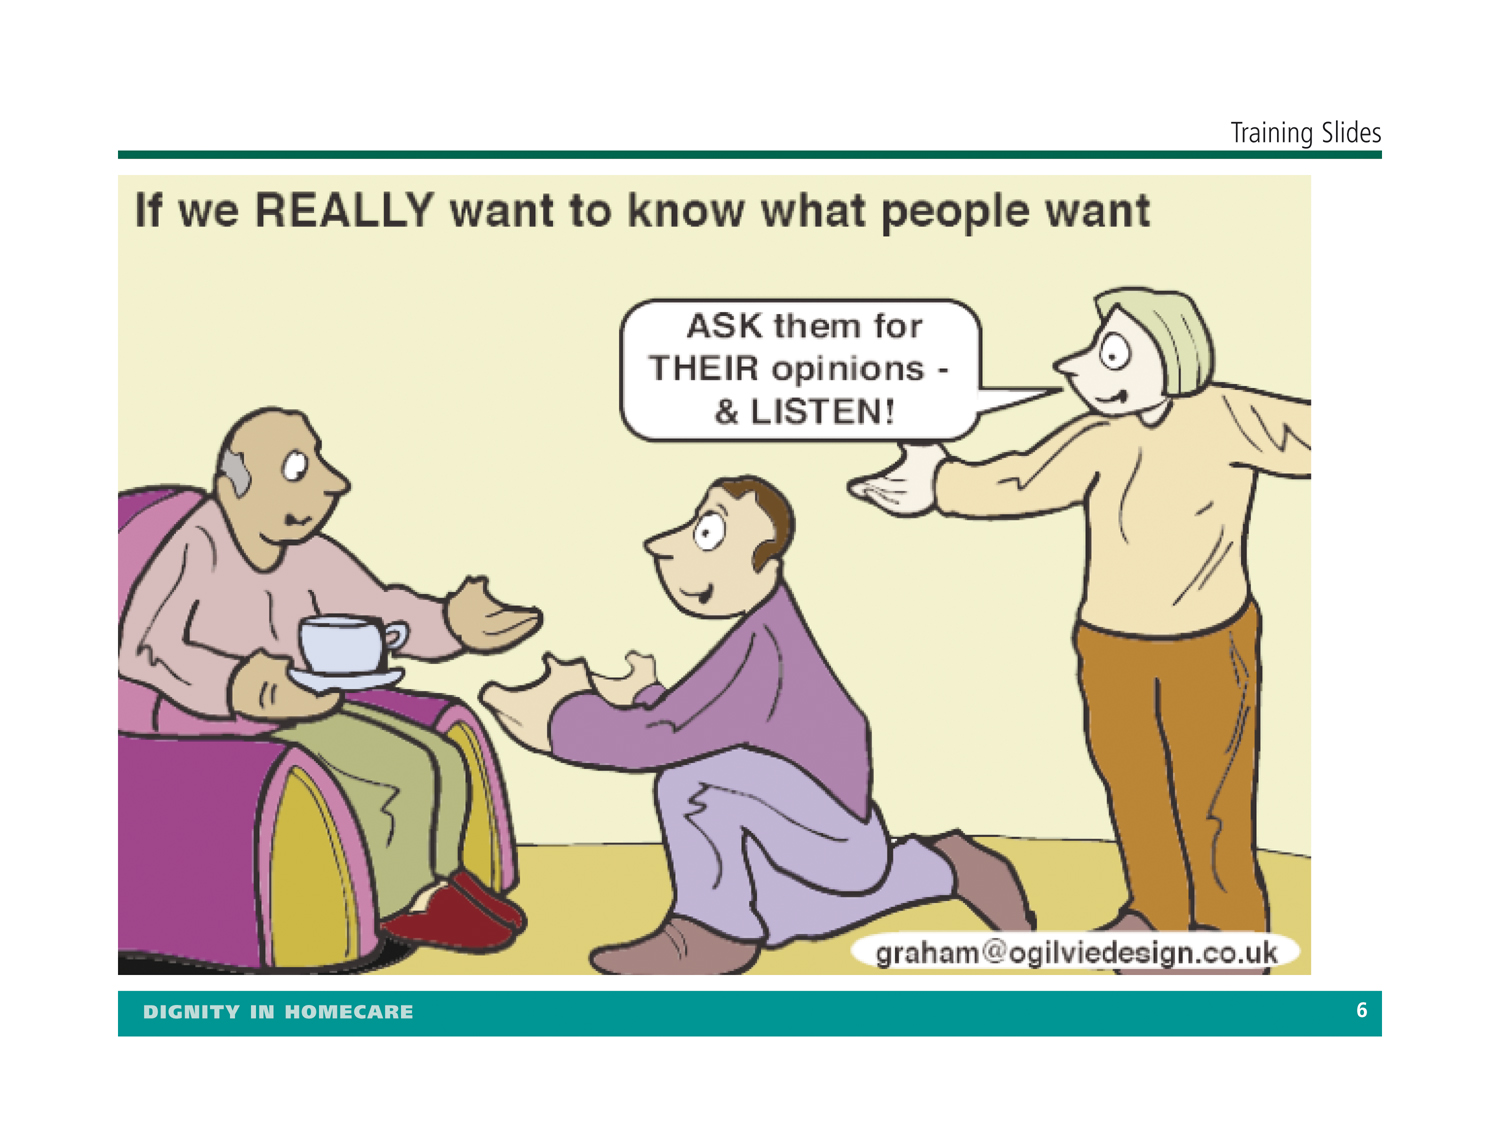 Training Slides
If we REALLY want to know what people want
ASK them for
THEIR opinions -
& LISTEN!
graham@ogilviedesign.co.uk
DIGNITY IN HOMECARE
6